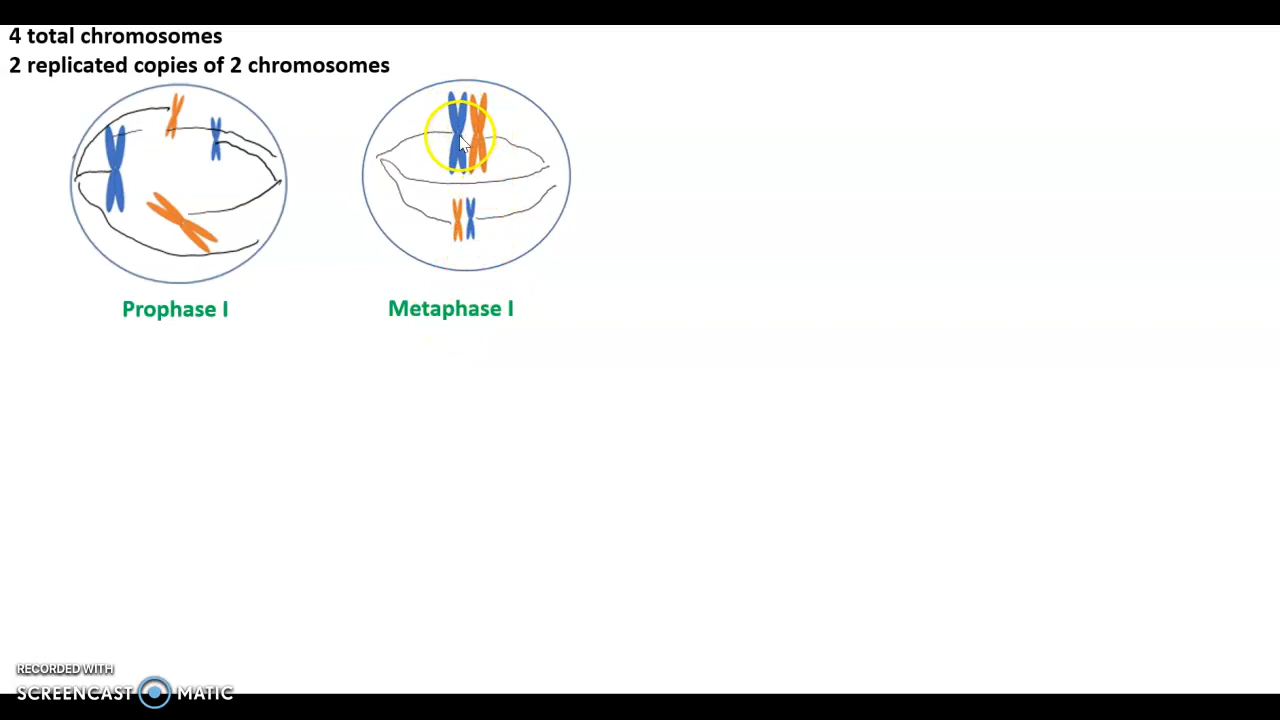 4 total chromosomes
2 replicated copies of 2 chromosomes
Prophase I
Metaphase I
RECORDED WITH
SCREENCAST MATIC